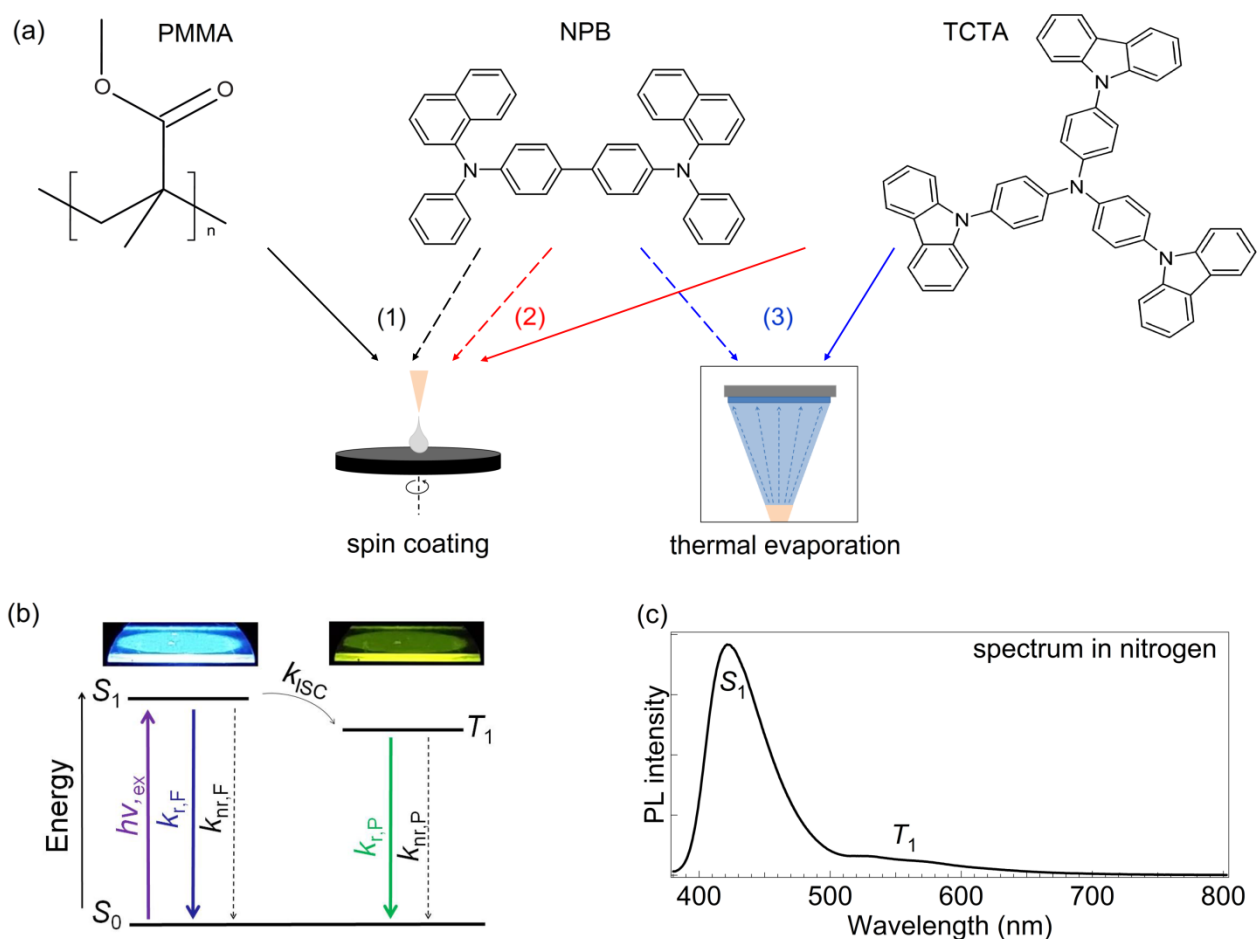 (a)
PMMA
NPB
TCTA
O
O
n
N
N
N
N
N
N
(1)
(2)
(3)
spin coating
thermal evaporation
(b)
S1
kISC
T1
Energy
hν,ex
kr,F
knr,F
kr,P
knr,P
S0
(c)
spectrum in nitrogen
S1
T1
PL intensity
400 500 600 700 800
Wavelength (nm)